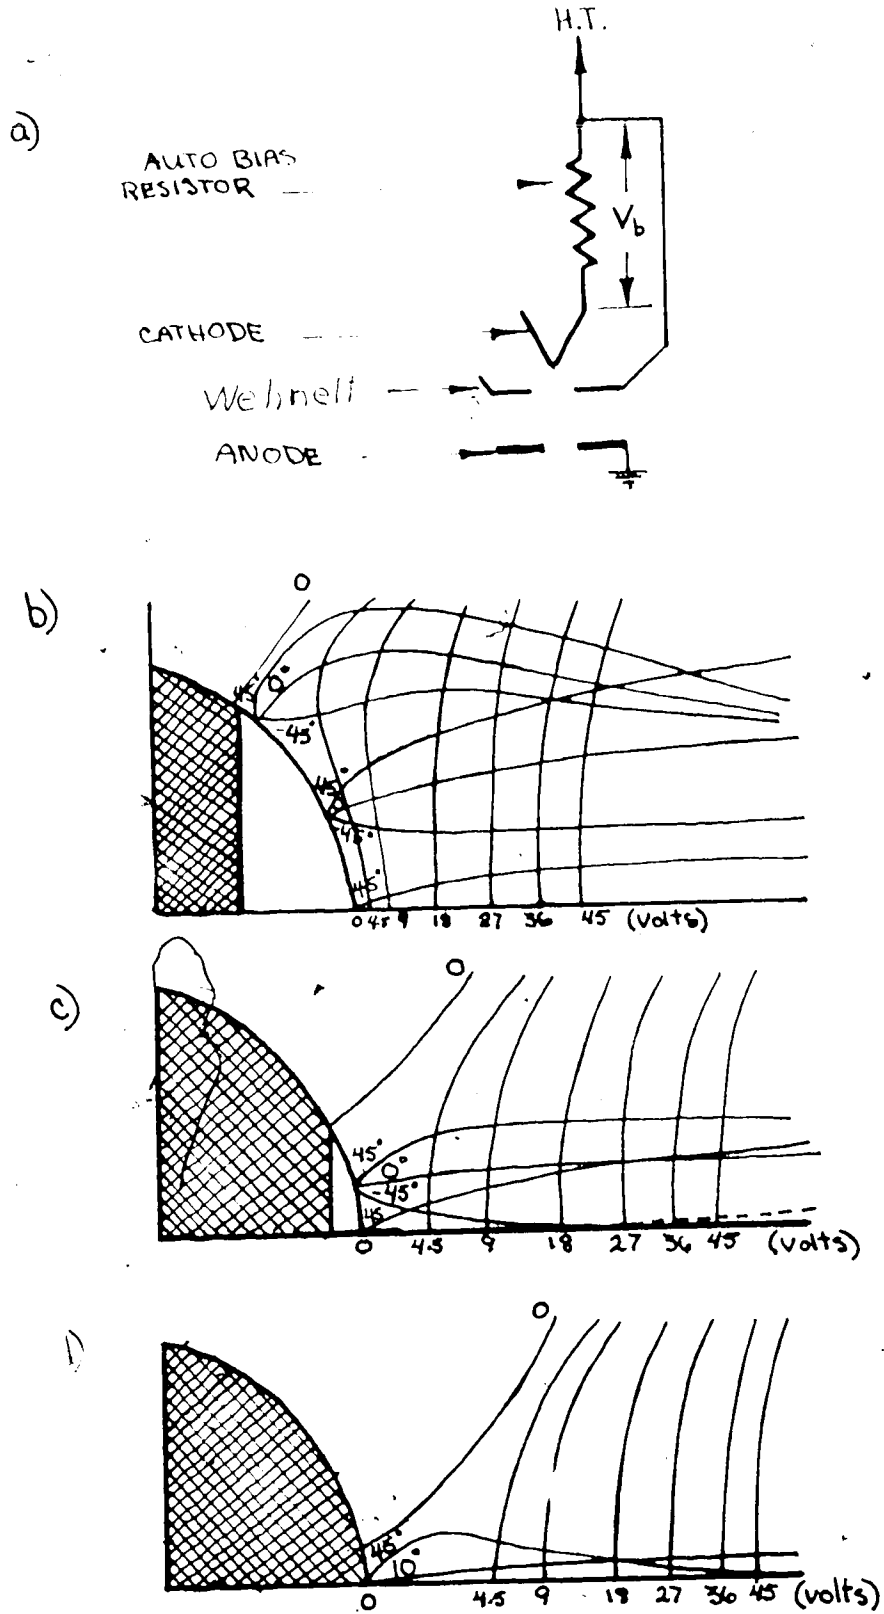 H.T.
a)
AUTO BIAS
RESISTOR
V_b
CATHODE
Wehnelt
ANODE
b)
0
45° 0°
-45°
45°
-45°
45°
0 4.5 9 18 27 36 45 (volts)
c)
0
45° 0°
-45°
45
0 4.5 9 18 27 36 45 (volts)
0
45°
10°
0 4.5 9 18 27 36 45 (volts)